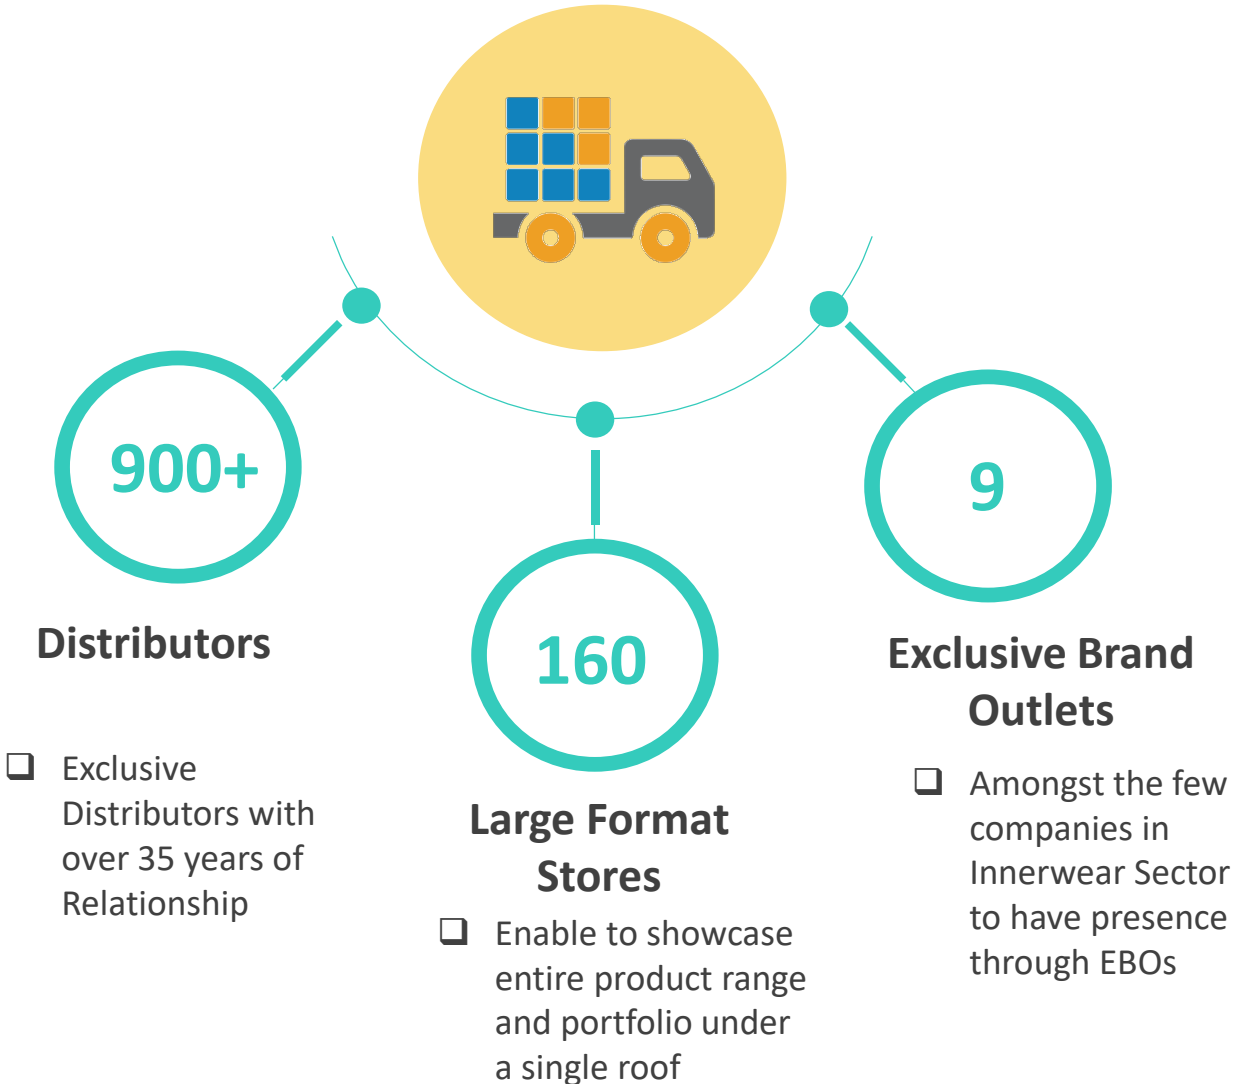 900+
Distributors
❑ Exclusive
Distributors with
over 35 years of
Relationship
160
Large Format
Stores
❑ Enable to showcase
entire product range
and portfolio under
a single roof
9
Exclusive Brand
Outlets
❑ Amongst the few
companies in
Innerwear Sector
to have presence
through EBOs